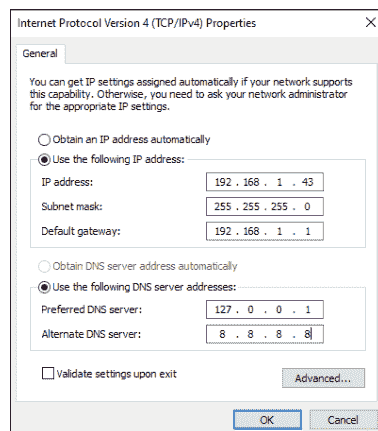 Internet Protocol Version 4 (TCP/IPv4) Properties
General
You can get IP settings assigned automatically if your network supports
this capability. Otherwise, you need to ask your network administrator
for the appropriate IP settings.
Obtain an IP address automatically
Use the following IP address:
IP address: 192 . 168 . 1 . 43
Subnet mask: 255 . 255 . 255 . 0
Default gateway: 192 . 168 . 1 . 1
Obtain DNS server address automatically
Use the following DNS server addresses:
Preferred DNS server: 127 . 0 . 0 . 1
Alternate DNS server: 8 . 8 . 8 . 8
Validate settings upon exit
Advanced...
OK Cancel